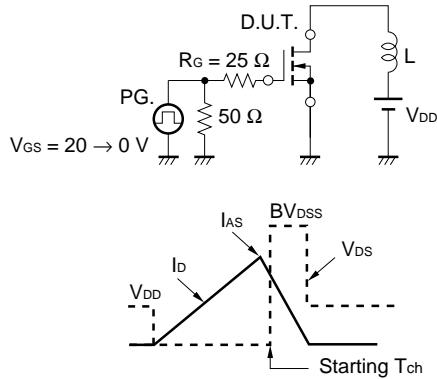 D.U.T.
RG = 25 Ω
L
PG.
50 Ω
VDD
VGS = 20 → 0 V
BVDSS
IAS
ID
VDS
VDD
Starting Tch